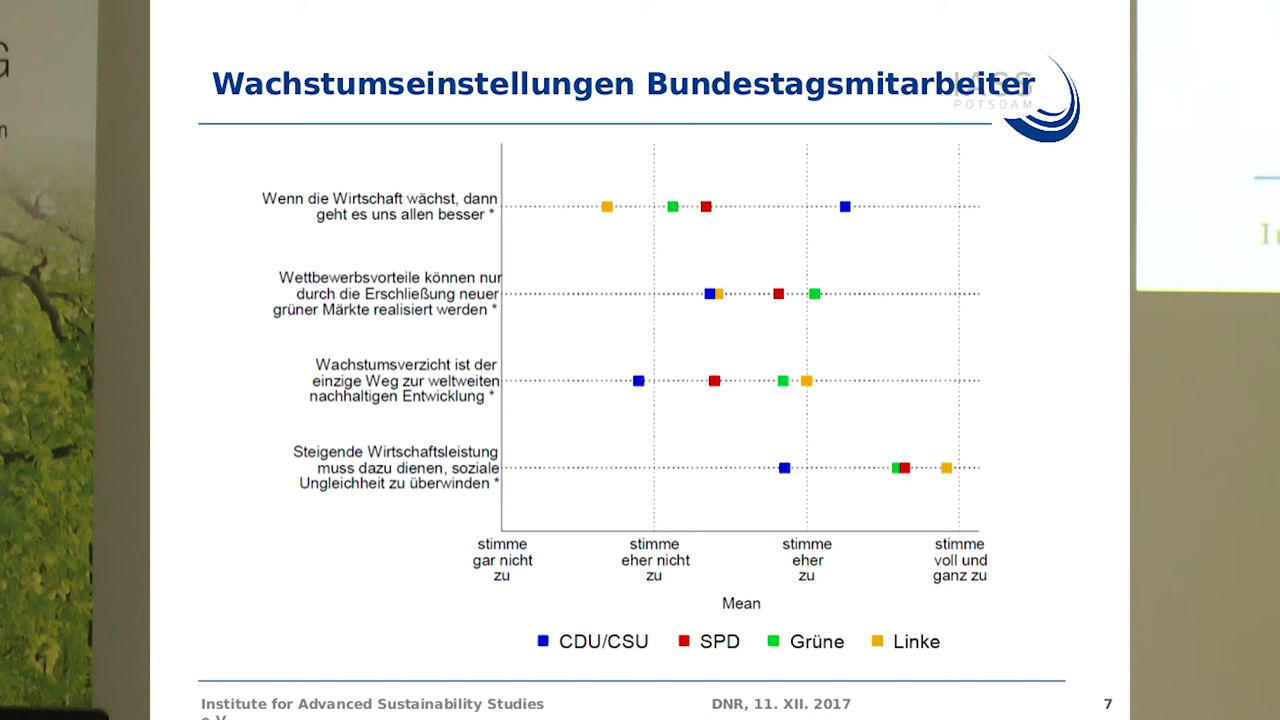 G
n
Wachstumseinstellungen Bundestagsmitarbeiter
IASS
POTSDAM
Wenn die Wirtschaft wächst, dann
geht es uns allen besser *
Wettbewerbsvorteile können nur
durch die Erschließung neuer
grüner Märkte realisiert werden *
Wachstumsverzicht ist der
einzige Weg zur weltweiten
nachhaltigen Entwicklung *
Steigende Wirtschaftsleistung
muss dazu dienen, soziale
Ungleichheit zu überwinden *
stimme
gar nicht
zu
stimme
eher nicht
zu
stimme
eher
zu
stimme
voll und
ganz zu
Mean
CDU/CSU SPD Grüne Linke
Institute for Advanced Sustainability Studies
e.V.
DNR, 11. XII. 2017
7